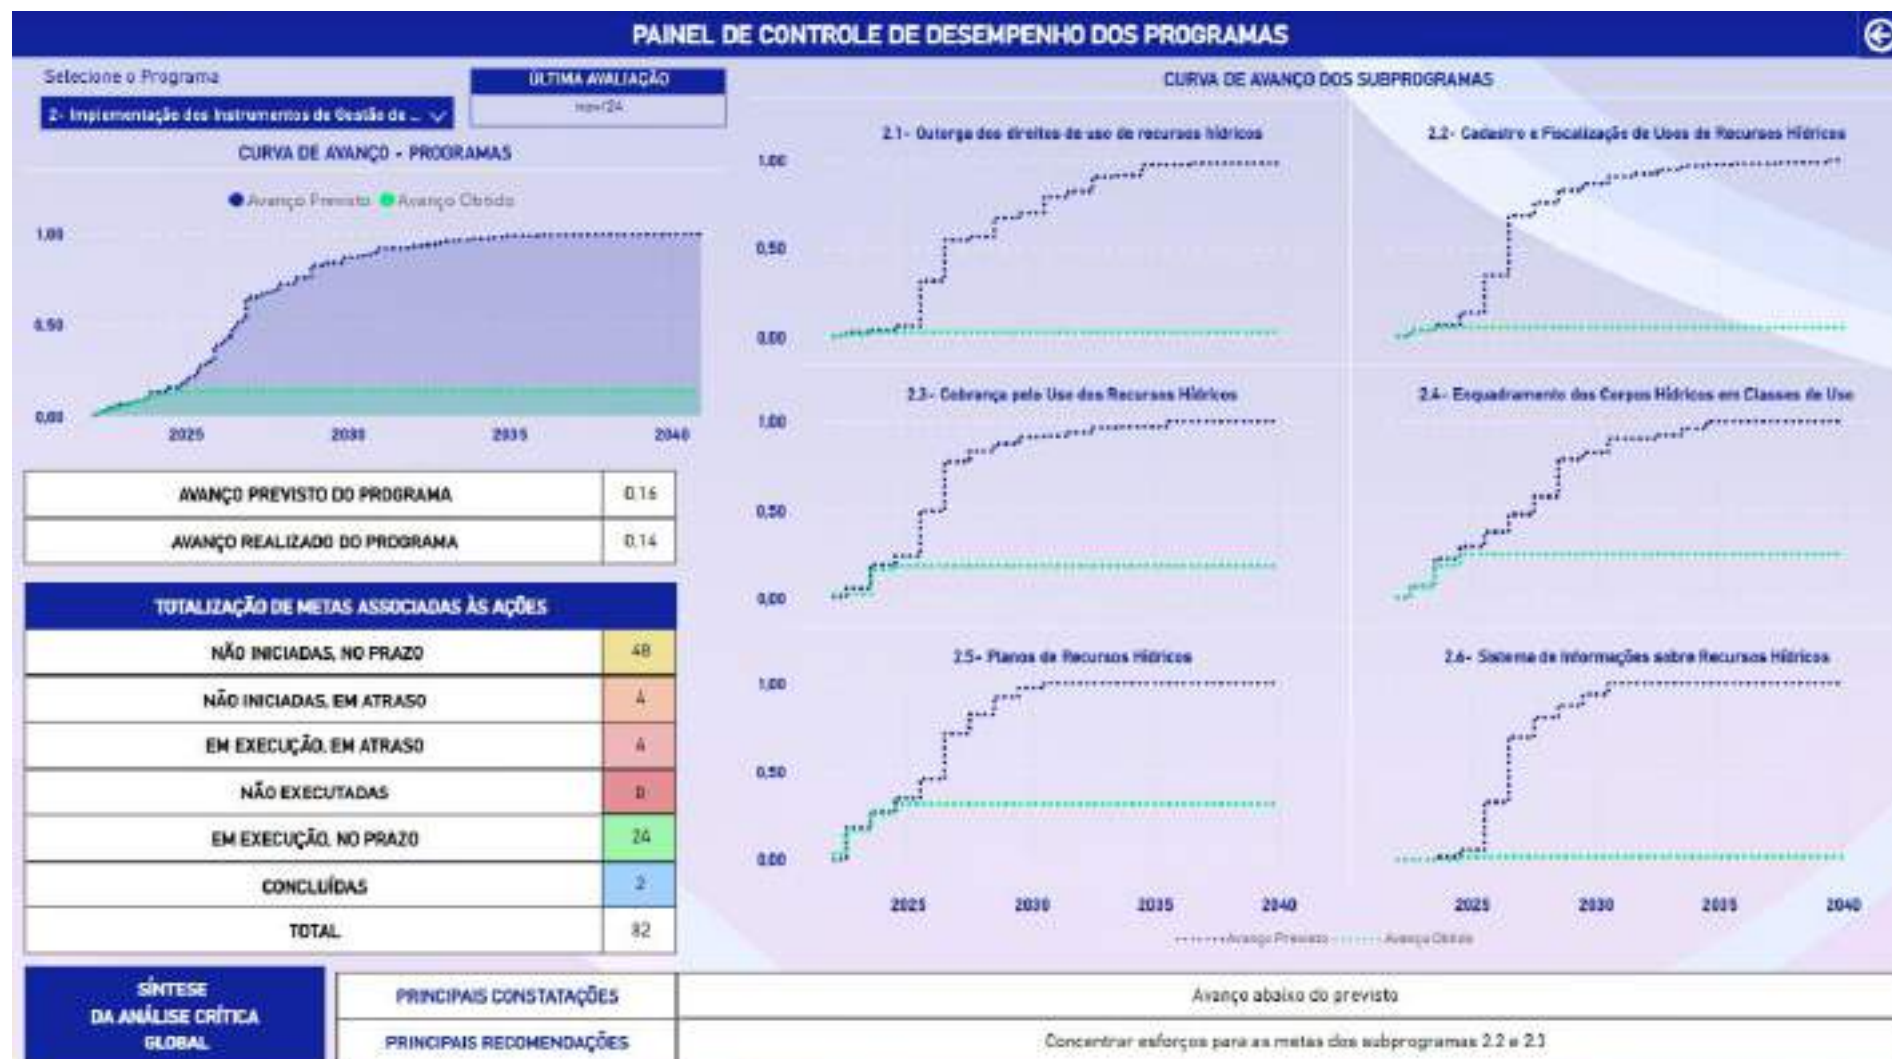 PAINEL DE CONTROLE DE DESEMPENHO DOS PROGRAMAS
Selecione o Programa
2- Implementação dos Instrumentos de Gestão de ...
ÚLTIMA AVALIAÇÃO
CURVA DE AVANÇO - PROGRAMAS
Avanço Previsto Avanço Obtido
1,00
0,50
0,00
2025 2030 2035 2040
AVANÇO PREVISTO DO PROGRAMA 0,16
AVANÇO REALIZADO DO PROGRAMA 0,14
TOTALIZAÇÃO DE METAS ASSOCIADAS ÀS AÇÕES
NÃO INICIADAS, NO PRAZO 48
NÃO INICIADAS, EM ATRASO 4
EM EXECUÇÃO, EM ATRASO 4
NÃO EXECUTADAS 0
EM EXECUÇÃO, NO PRAZO 24
CONCLUÍDAS 2
TOTAL 82
CURVA DE AVANÇO DOS SUBPROGRAMAS
2.1- Outorga dos direitos de uso de recursos hídricos
2.2- Cadastro e Fiscalização de Usos de Recursos Hídricos
1,00
0,50
0,00
2.3- Cobrança pelo Uso dos Recursos Hídricos
2.4- Enquadramento dos Corpos Hídricos em Classes de Uso
1,00
0,50
0,00
2.5- Planos de Recursos Hídricos
2.6- Sistema de Informações sobre Recursos Hídricos
1,00
0,50
0,00
2025 2030 2035 2040
2025 2030 2035 2040
Avanço Previsto Avanço Obtido
SÍNTESE
DA ANÁLISE CRÍTICA
GLOBAL
PRINCIPAIS CONSTATAÇÕES
Avanço abaixo do previsto
PRINCIPAIS RECOMENDAÇÕES
Concentrar esforços para as metas dos subprogramas 2.2 e 2.3